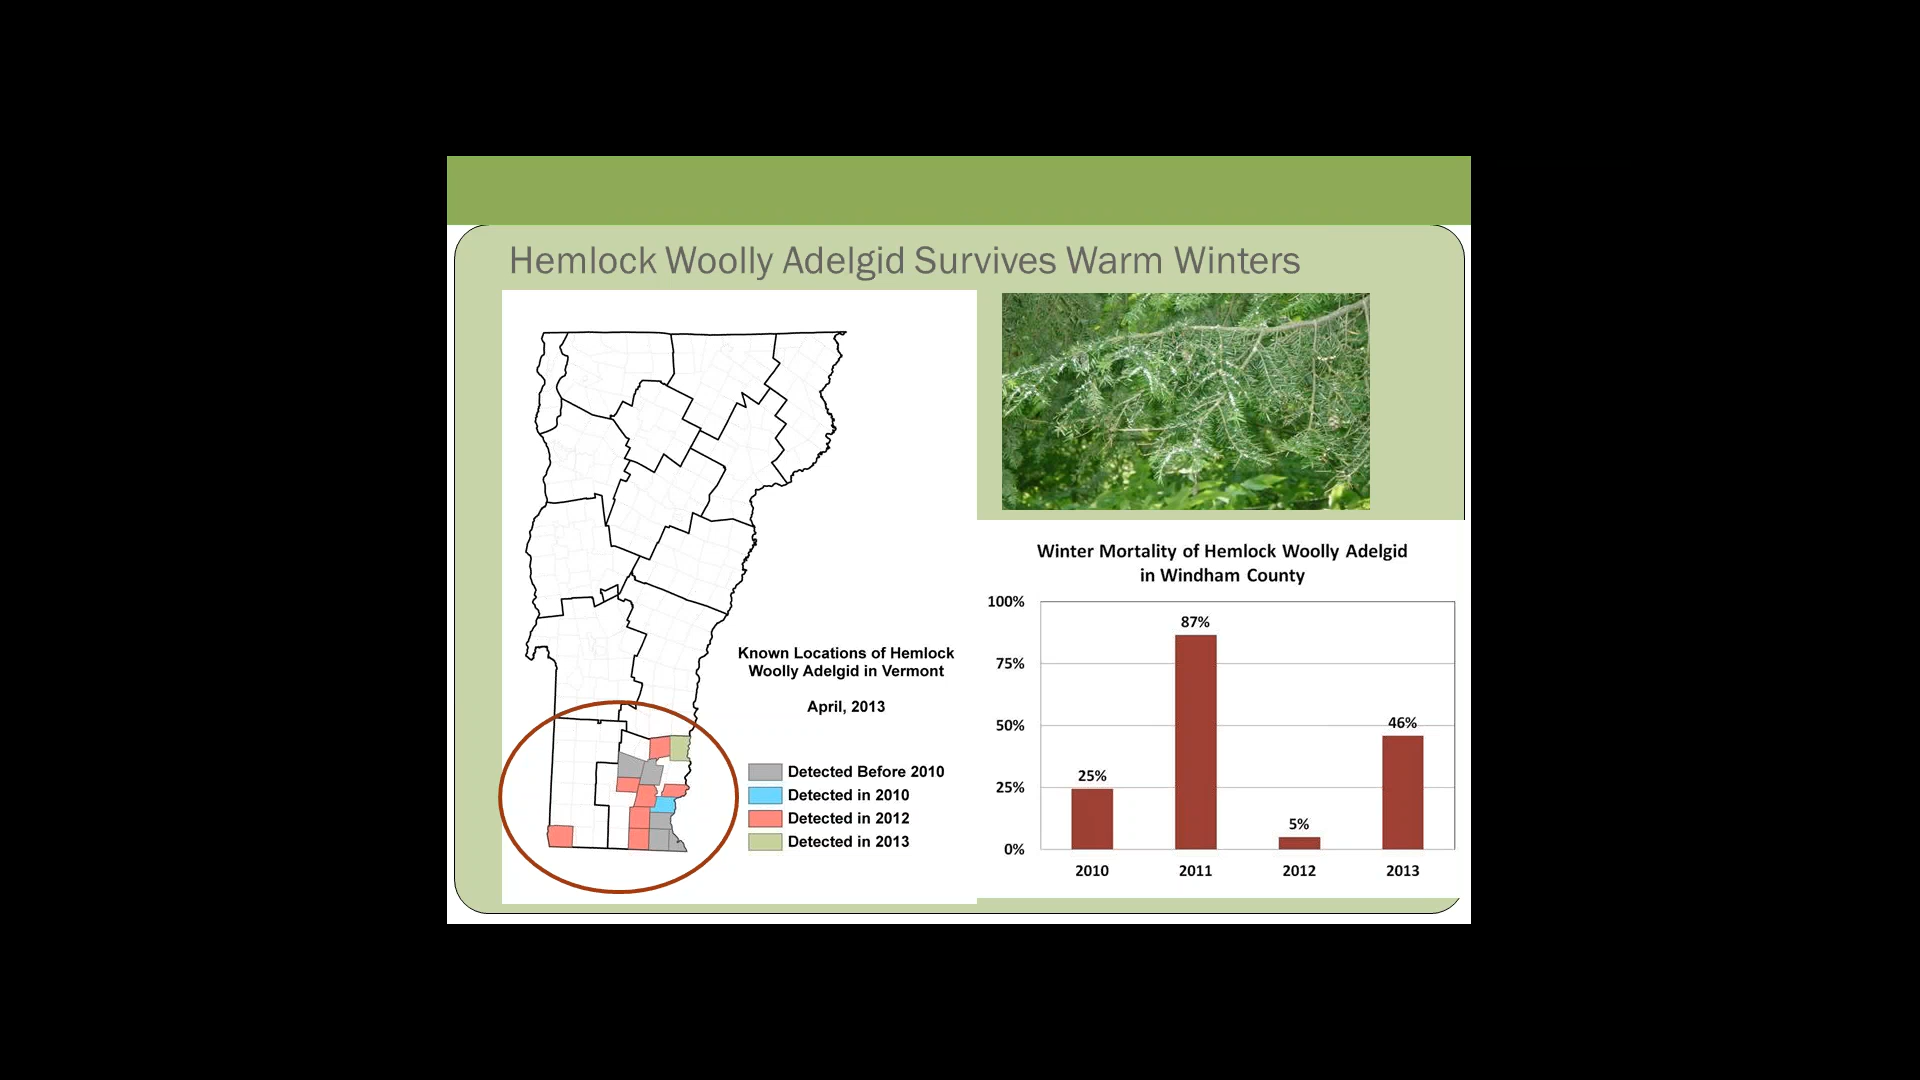 Hemlock Woolly Adelgid Survives Warm Winters
Known Locations of Hemlock
Woolly Adelgid in Vermont
April, 2013
Detected Before 2010
Detected in 2010
Detected in 2012
Detected in 2013
Winter Mortality of Hemlock Woolly Adelgid
in Windham County
100%
75%
50%
25%
0%
25%
87%
5%
46%
2010
2011
2012
2013